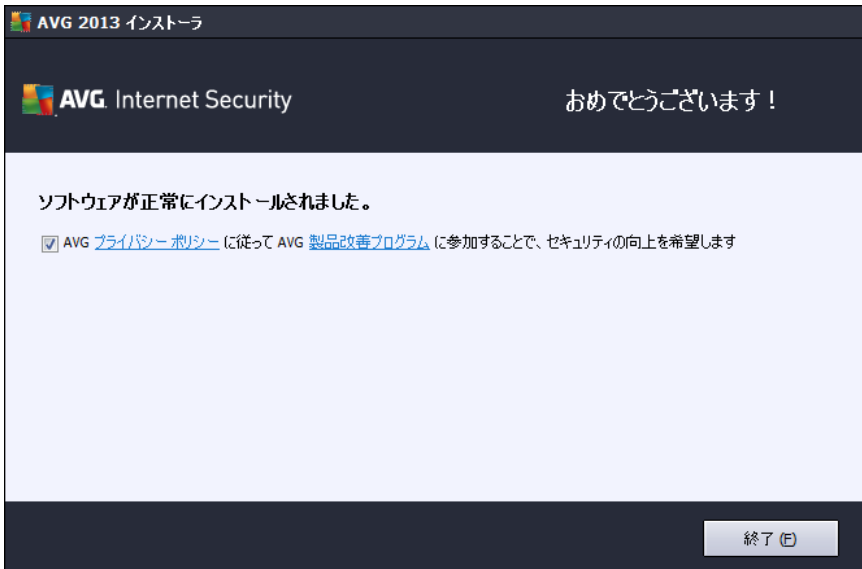 AVG 2013 インストーラ
AVG. Internet Security
おめでとうございます！
ソフトウェアが正常にインストールされました。
AVG プライバシー ポリシー に従って AVG 製品改善プログラム に参加することで、セキュリティの向上を希望します
終了 (F)